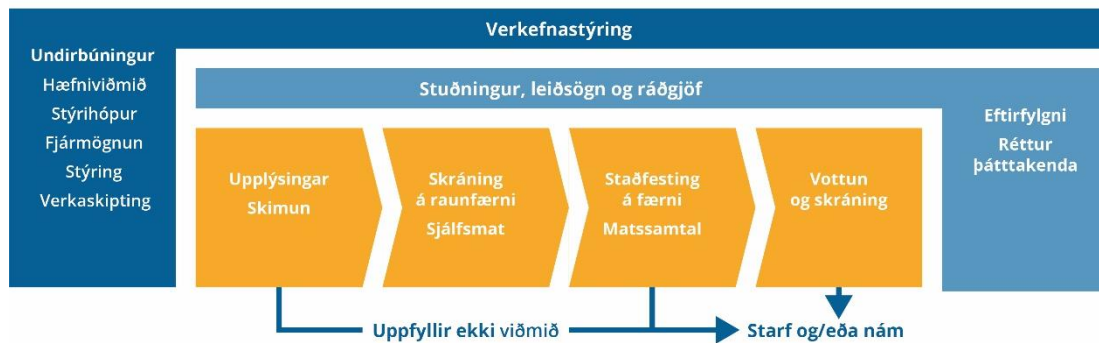 Verkefnastýring
Undirbúningur
Hæfniviðmið
Stýrihópur
Fjármögnun
Stýring
Verkaskipting
Stuðningur, leiðsögn og ráðgjöf
Upplýsingar
Skimun
Skráning
á raunfærni
Sjálfsmat
Staðfesting
á færni
Matssamtal
Vottun
og skráning
Eftirfylgni
Réttur
þátttakenda
Uppfyllir ekki viðmið
Starf og/eða nám